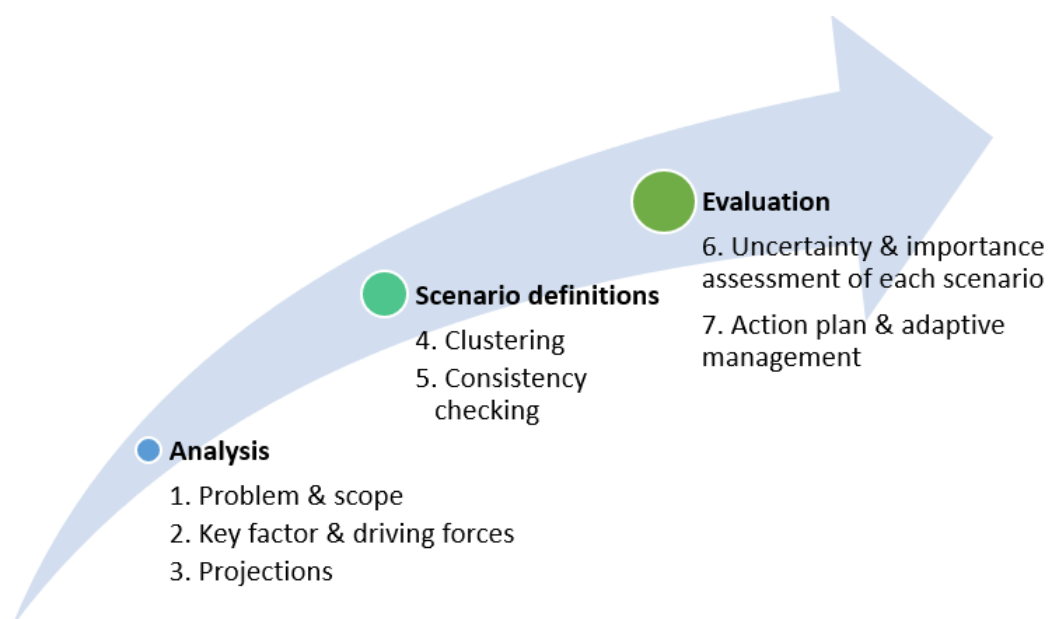 Analysis
1. Problem & scope
2. Key factor & driving forces
3. Projections
Scenario definitions
4. Clustering
5. Consistency
checking
Evaluation
6. Uncertainty & importance
assessment of each scenario
7. Action plan & adaptive
management